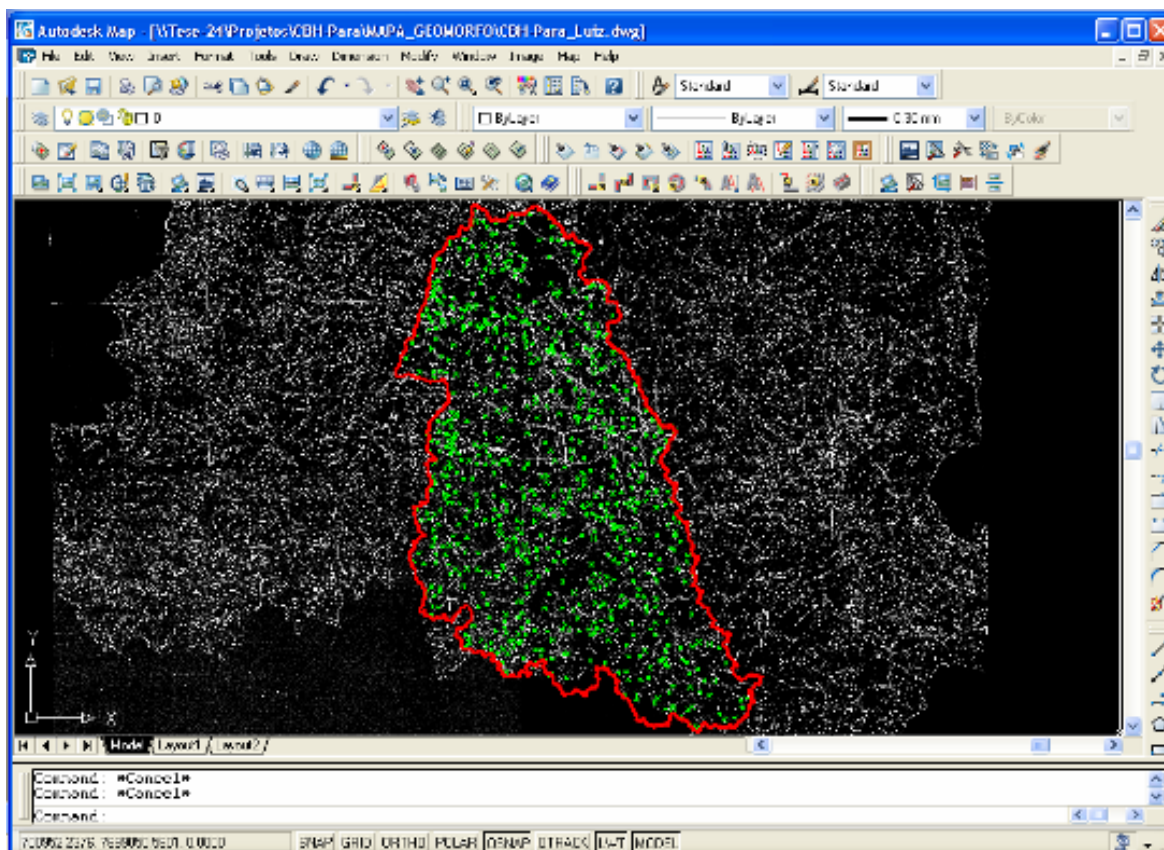 Autodesk Map - [\\Tese-24\Projetos\CBH-Para\MAPA_GEOMORFO\CBH-Para_Luiz.dwg]
File Edit View Insert Format Tools Draw Dimension Modify Window Image Map Help
Standard Standard
0 ByLayer ByLayer 0.30 mm ByColor
Y
X
Model Layout1 Layout2
Command: *Cancel*
Command: *Cancel*
Command:
SNAP GRID ORTHO POLAR OSNAP OTRACK LWT MODEL